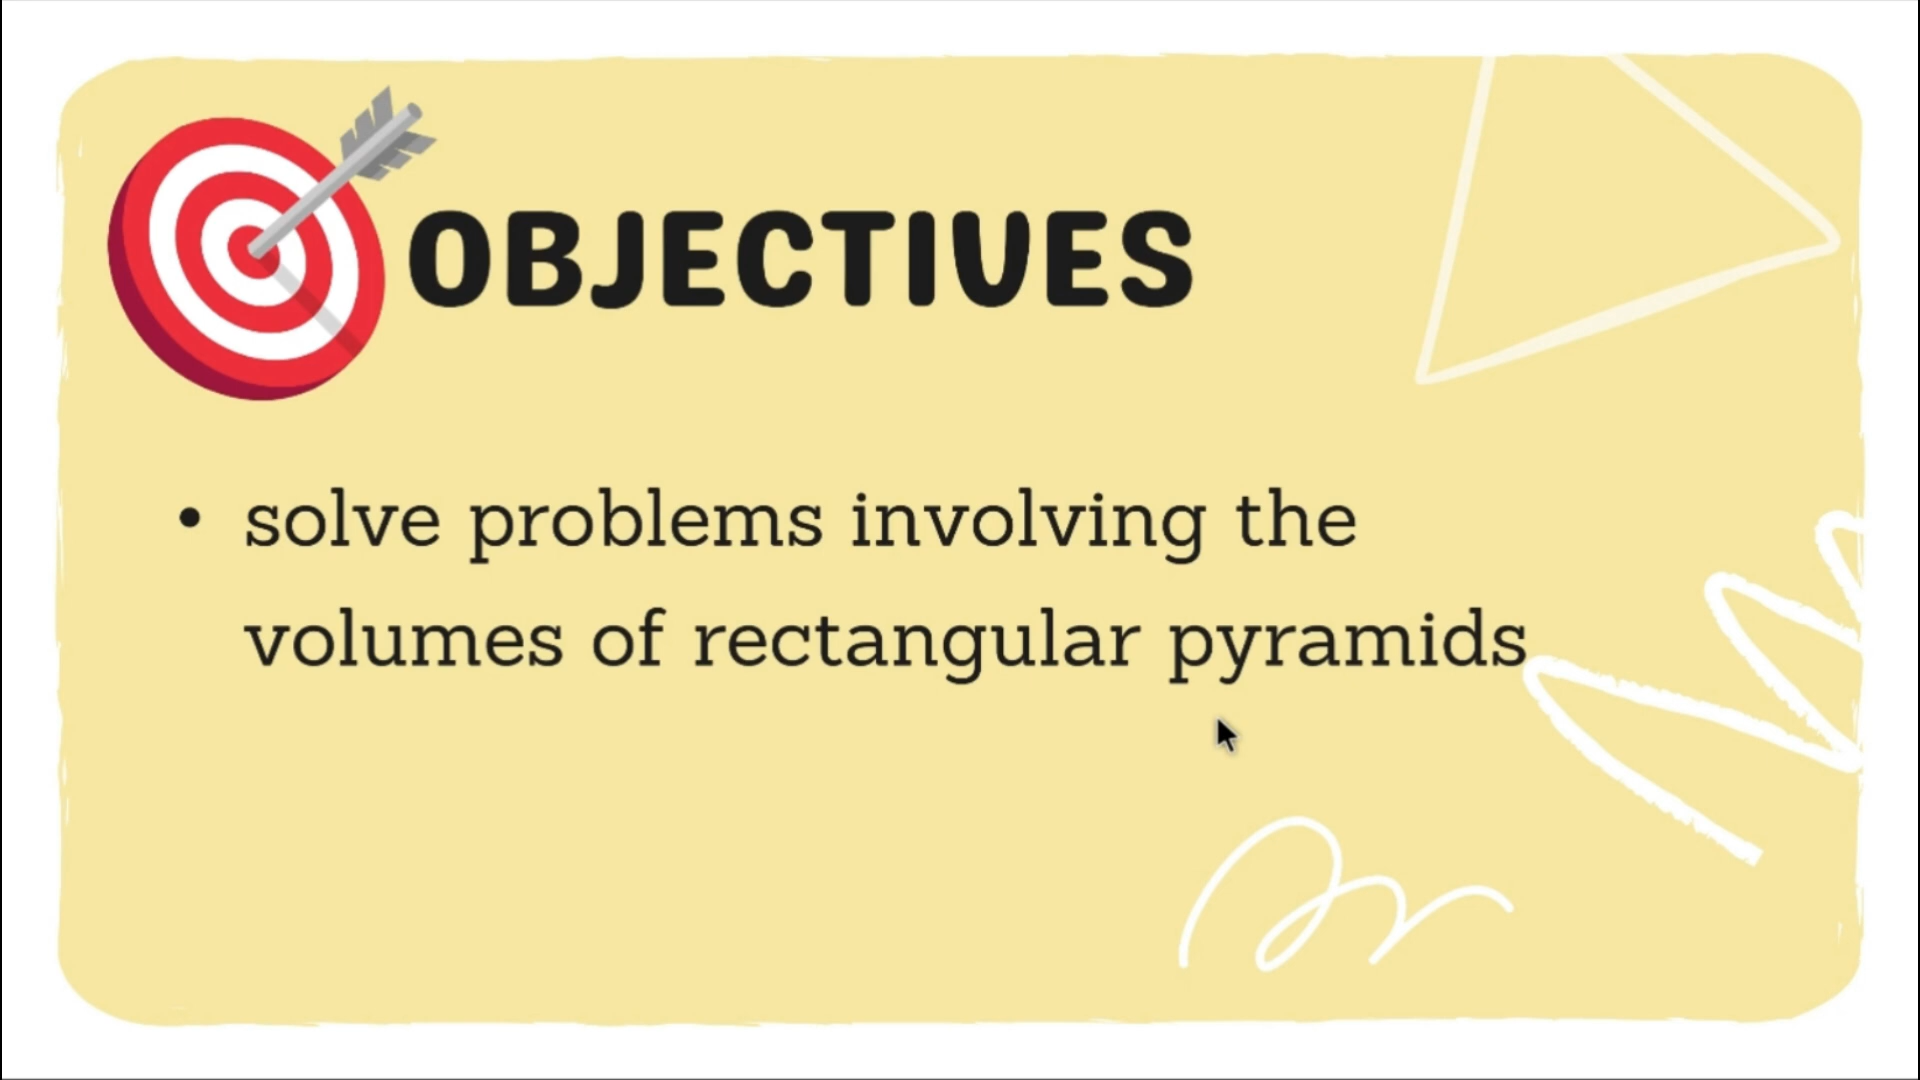 OBJECTIVES
• solve problems involving the
volumes of rectangular pyramids